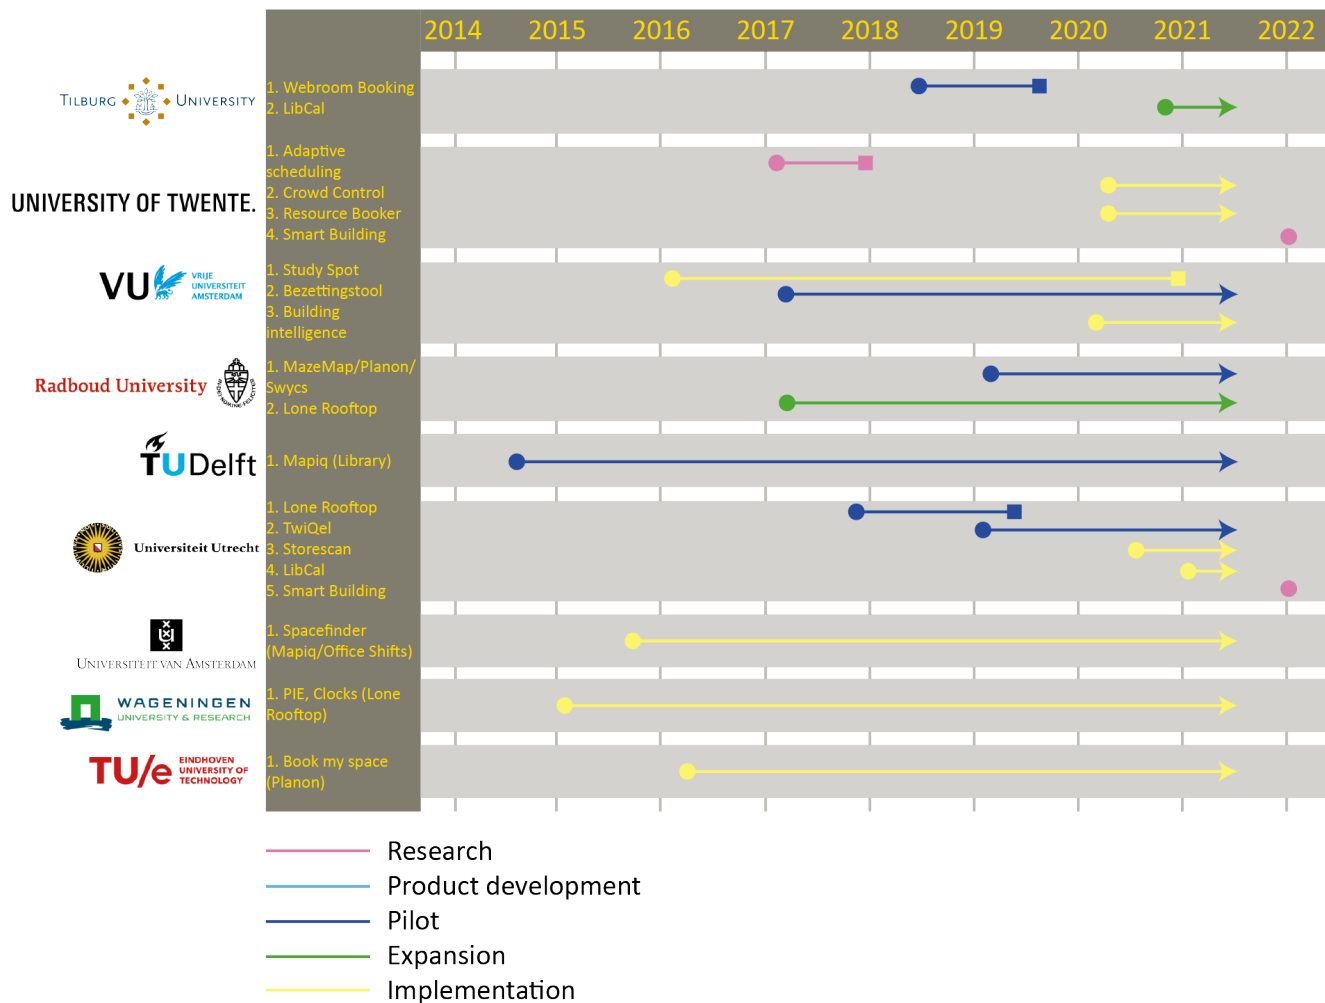 2014 2015 2016 2017 2018 2019 2020 2021 2022
TILBURG UNIVERSITY
1. Webroom Booking
2. LibCal
UNIVERSITY OF TWENTE.
1. Adaptive
scheduling
2. Crowd Control
3. Resource Booker
4. Smart Building
VU VRIJE
UNIVERSITEIT
AMSTERDAM
1. Study Spot
2. Bezettingstool
3. Building
intelligence
Radboud University
1. MazeMap/Planon/
Swycs
2. Lone Rooftop
TUDelft
1. Mapiq (Library)
Universiteit Utrecht
1. Lone Rooftop
2. TwiQel
3. Storescan
4. LibCal
5. Smart Building
UNIVERSITEIT VAN AMSTERDAM
1. Spacefinder
(Mapiq/Office Shifts)
WAGENINGEN
UNIVERSITY & RESEARCH
1. PIE, Clocks (Lone
Rooftop)
TU/e EINDHOVEN
UNIVERSITY OF
TECHNOLOGY
1. Book my space
(Planon)
Research
Product development
Pilot
Expansion
Implementation